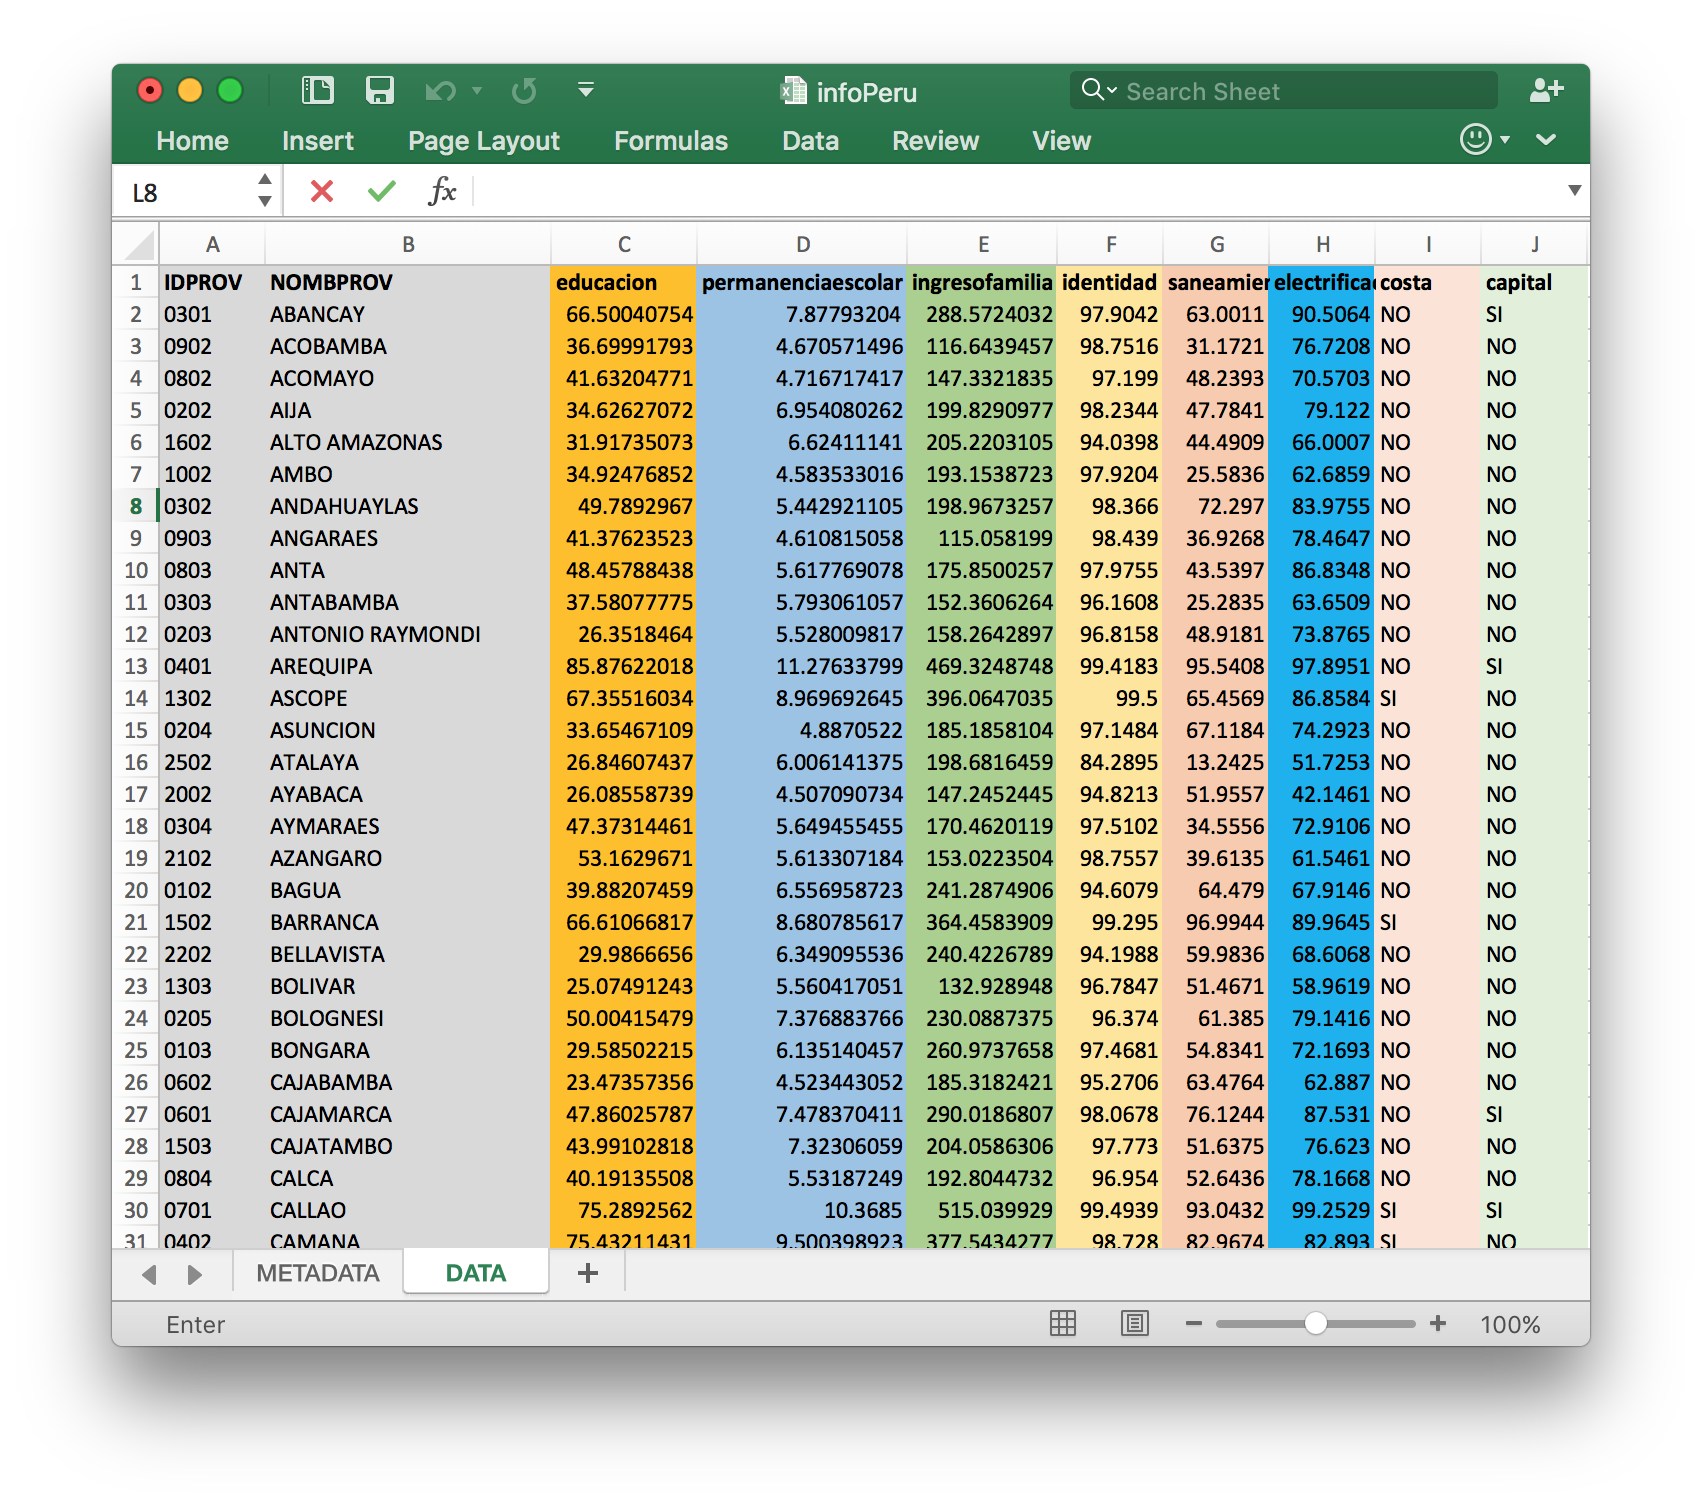 infoPeru
Search Sheet
Home Insert Page Layout Formulas Data Review View
L8 fx
A B C D E F G H I J
1 IDPROV NOMBPROV educacion permanenciaescolar ingresofamilia identidad saneamier electrifica costa capital
2 0301 ABANCAY 66.50040754 7.87793204 288.5724032 97.9042 63.0011 90.5064 NO SI
3 0902 ACOBAMBA 36.69991793 4.670571496 116.6439457 98.7516 31.1721 76.7208 NO NO
4 0802 ACOMAYO 41.63204771 4.716717417 147.3321835 97.199 48.2393 70.5703 NO NO
5 0202 AIJA 34.62627072 6.954080262 199.8290977 98.2344 47.7841 79.122 NO NO
6 1602 ALTO AMAZONAS 31.91735073 6.62411141 205.2203105 94.0398 44.4909 66.0007 NO NO
7 1002 AMBO 34.92476852 4.583533016 193.1538723 97.9204 25.5836 62.6859 NO NO
8 0302 ANDAHUAYLAS 49.7892967 5.442921105 198.9673257 98.366 72.297 83.9755 NO NO
9 0903 ANGARAES 41.37623523 4.610815058 115.058199 98.439 36.9268 78.4647 NO NO
10 0803 ANTA 48.45788438 5.617769078 175.8500257 97.9755 43.5397 86.8348 NO NO
11 0303 ANTABAMBA 37.58077775 5.793061057 152.3606264 96.1608 25.2835 63.6509 NO NO
12 0203 ANTONIO RAYMONDI 26.3518464 5.528009817 158.2642897 96.8158 48.9181 73.8765 NO NO
13 0401 AREQUIPA 85.87622018 11.27633799 469.3248748 99.4183 95.5408 97.8951 NO SI
14 1302 ASCOPE 67.35516034 8.969692645 396.0647035 99.5 65.4569 86.8584 SI NO
15 0204 ASUNCION 33.65467109 4.8870522 185.1858104 97.1484 67.1184 74.2923 NO NO
16 2502 ATALAYA 26.84607437 6.006141375 198.6816459 84.2895 13.2425 51.7253 NO NO
17 2002 AYABACA 26.08558739 4.507090734 147.2452445 94.8213 51.9557 42.1461 NO NO
18 0304 AYMARAES 47.37314461 5.649455455 170.4620119 97.5102 34.5556 72.9106 NO NO
19 2102 AZANGARO 53.1629671 5.613307184 153.0223504 98.7557 39.6135 61.5461 NO NO
20 0102 BAGUA 39.88207459 6.556958723 241.2874906 94.6079 64.479 67.9146 NO NO
21 1502 BARRANCA 66.61066817 8.680785617 364.4583909 99.295 96.9944 89.9645 SI NO
22 2202 BELLAVISTA 29.9866656 6.349095536 240.4226789 94.1988 59.9836 68.6068 NO NO
23 1303 BOLIVAR 25.07491243 5.560417051 132.928948 96.7847 51.4671 58.9619 NO NO
24 0205 BOLOGNESI 50.00415479 7.376883766 230.0887375 96.374 61.385 79.1416 NO NO
25 0103 BONGARA 29.58502215 6.135140457 260.9737658 97.4681 54.8341 72.1693 NO NO
26 0602 CAJABAMBA 23.47357356 4.523443052 185.3182421 95.2706 63.4764 62.887 NO NO
27 0601 CAJAMARCA 47.86025787 7.478370411 290.0186807 98.0678 76.1244 87.531 NO SI
28 1503 CAJATAMBO 43.99102818 7.32306059 204.0586306 97.773 51.6375 76.623 NO NO
29 0804 CALCA 40.19135508 5.53187249 192.8044732 96.954 52.6436 78.1668 NO NO
30 0701 CALLAO 75.2892562 10.3685 515.039929 99.4939 93.0432 99.2529 SI SI
31 0402 CAMANA 75.43211431 9.500398923 377.5434277 98.728 82.9674 82.893 SI NO
METADATA DATA +
Enter 100%